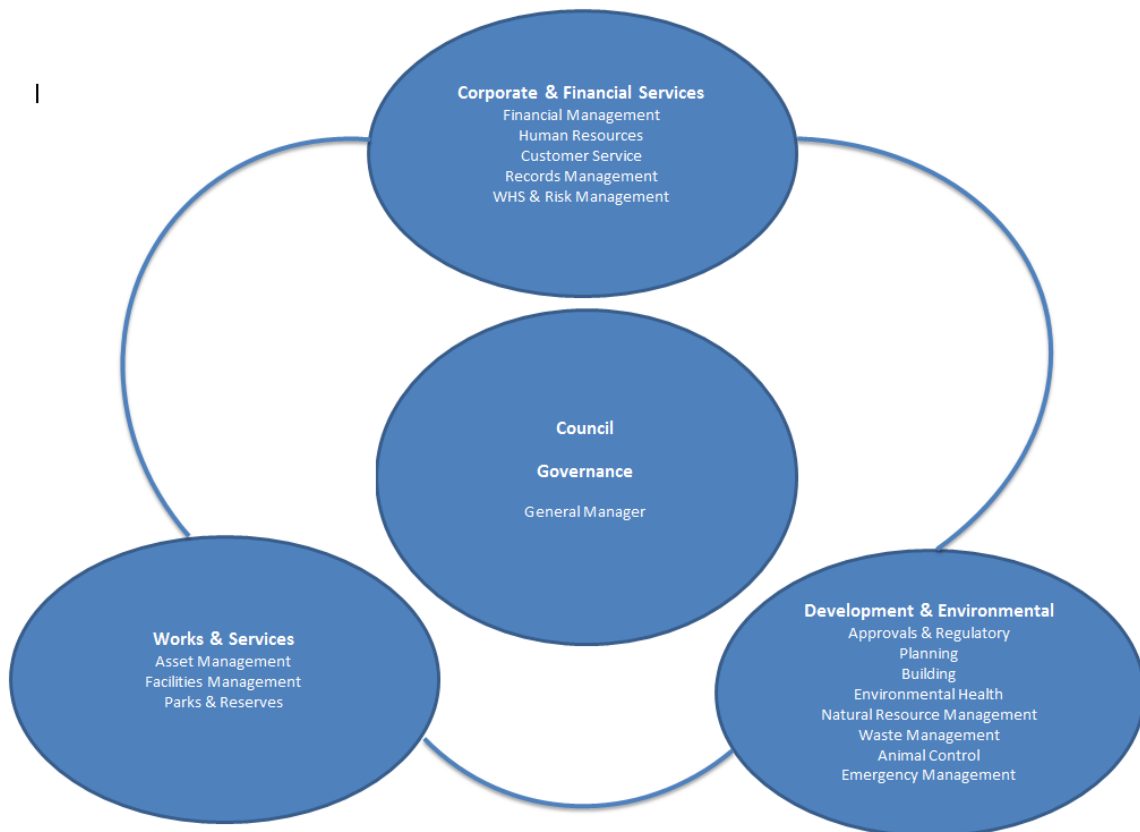 Corporate & Financial Services
Financial Management
Human Resources
Customer Service
Records Management
WHS & Risk Management
Council
Governance
General Manager
Works & Services
Asset Management
Facilities Management
Parks & Reserves
Development & Environmental
Approvals & Regulatory
Planning
Building
Environmental Health
Natural Resource Management
Waste Management
Animal Control
Emergency Management